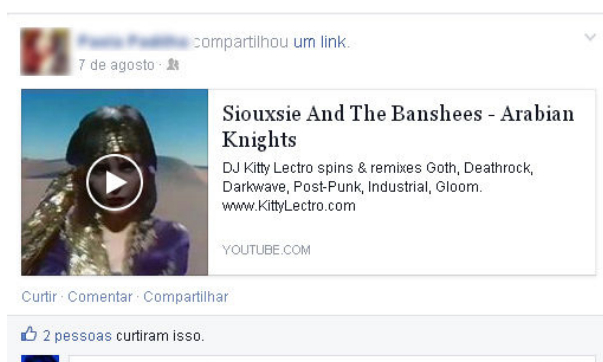 compartilhou um link.
7 de agosto ·
Siouxsie And The Banshees - Arabian
Knights
DJ Kitty Lectro spins & remixes Goth, Deathrock,
Darkwave, Post-Punk, Industrial, Gloom.
www.KittyLectro.com
YOUTUBE.COM
Curtir · Comentar · Compartilhar
2 pessoas curtiram isso.